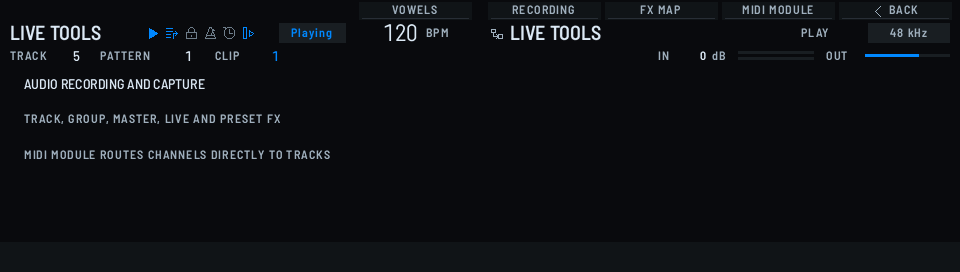 VOWELS RECORDING FX MAP MIDI MODULE BACK
LIVE TOOLS Playing 120 BPM LIVE TOOLS PLAY 48 kHz
TRACK 5 PATTERN 1 CLIP 1 IN 0 dB OUT
AUDIO RECORDING AND CAPTURE
TRACK, GROUP, MASTER, LIVE AND PRESET FX
MIDI MODULE ROUTES CHANNELS DIRECTLY TO TRACKS